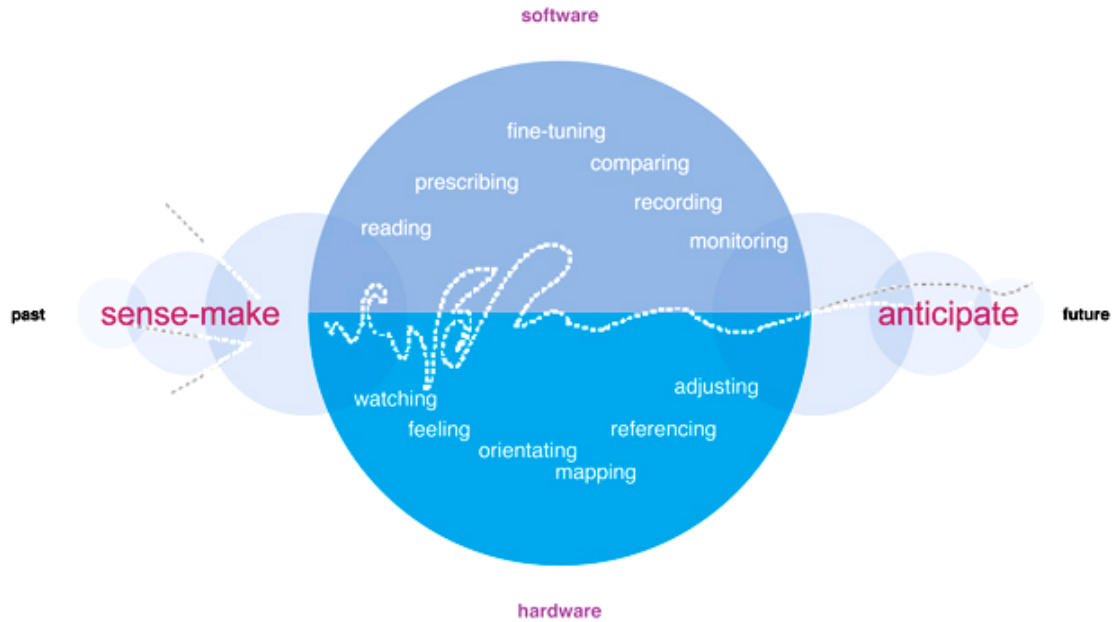 software
fine-tuning
comparing
prescribing
recording
reading
monitoring
past
sense-make
anticipate
future
adjusting
watching
feeling
referencing
orientating
mapping
hardware